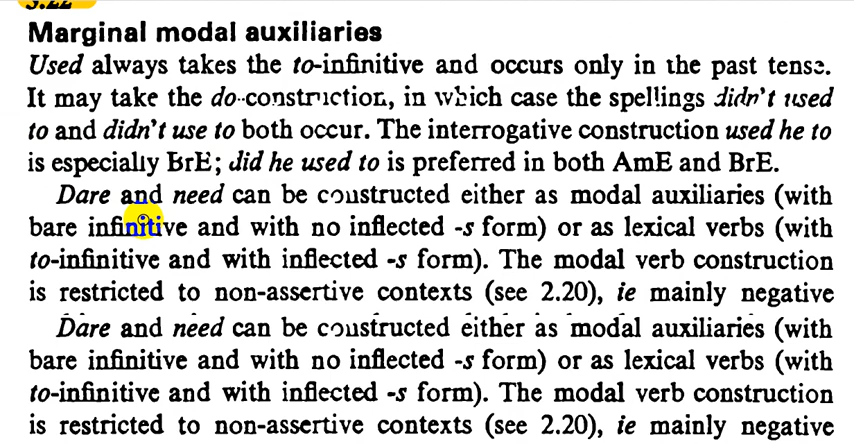 3.22
Marginal modal auxiliaries
Used always takes the to-infinitive and occurs only in the past tense.
It may take the do-construction, in which case the spellings didn't used
to and didn't use to both occur. The interrogative construction used he to
is especially BrE; did he used to is preferred in both AmE and BrE.
Dare and need can be constructed either as modal auxiliaries (with
bare infinitive and with no inflected -s form) or as lexical verbs (with
to-infinitive and with inflected -s form). The modal verb construction
is restricted to non-assertive contexts (see 2.20), ie mainly negative
Dare and need can be constructed either as modal auxiliaries (with
bare infinitive and with no inflected -s form) or as lexical verbs (with
to-infinitive and with inflected -s form). The modal verb construction
is restricted to non-assertive contexts (see 2.20), ie mainly negative